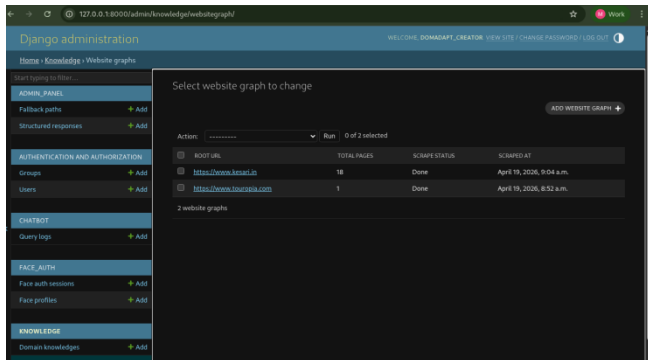 127.0.0.1:8000/admin/knowledge/websitegraph/
Work
Django administration
WELCOME, DOMADAPT_CREATOR. VIEW SITE / CHANGE PASSWORD / LOG OUT
Home › Knowledge › Website graphs
Start typing to filter...
ADMIN_PANEL
Fallback paths + Add
Structured responses + Add
AUTHENTICATION AND AUTHORIZATION
Groups + Add
Users + Add
CHATBOT
Query logs + Add
FACE_AUTH
Face auth sessions + Add
Face profiles + Add
KNOWLEDGE
Domain knowledges + Add
Select website graph to change
ADD WEBSITE GRAPH +
Action: --------- Run 0 of 2 selected
ROOT URL TOTAL PAGES SCRAPE STATUS SCRAPED AT
https://www.kesari.in 18 Done April 19, 2026, 9:04 a.m.
https://www.touropia.com 1 Done April 19, 2026, 8:52 a.m.
2 website graphs